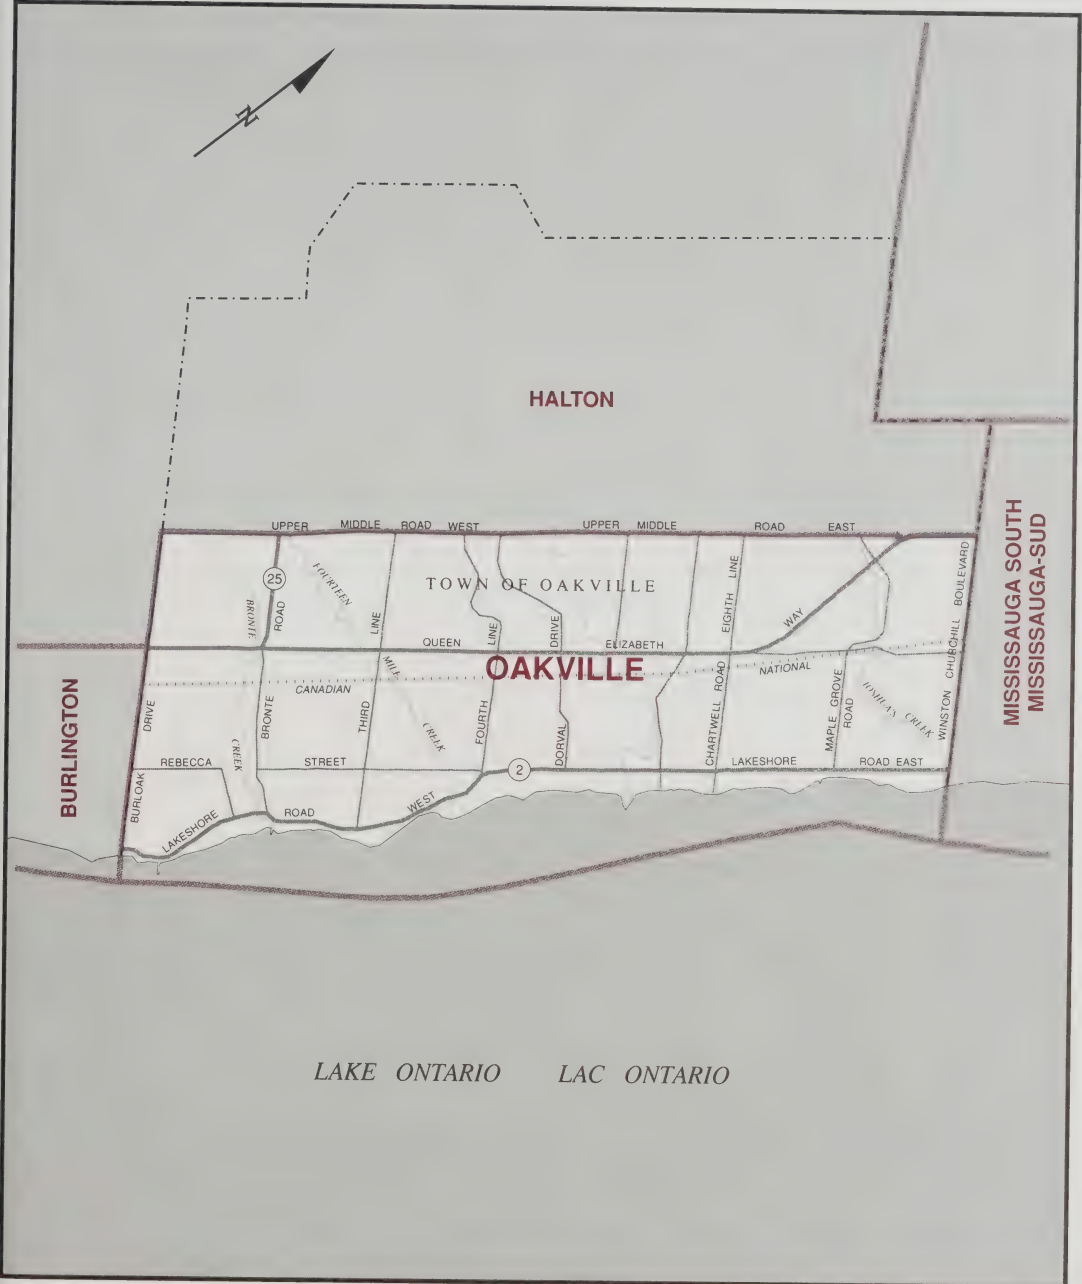 N
HALTON
UPPER MIDDLE ROAD WEST
UPPER MIDDLE ROAD EAST
25
TOWN OF OAKVILLE
FOURTEEN
MILE
CREEK
BRONTE
CREEK
BRONTE
ROAD
THIRD
LINE
FOURTH
LINE
DORVAL
DRIVE
CHARTWELL ROAD
EIGHTH LINE
QUEEN ELIZABETH WAY
OAKVILLE
CANADIAN NATIONAL
MAPLE GROVE
ROAD
JOSHUA'S CREEK
WINSTON CHURCHILL BOULEVARD
MISSISSAUGA SOUTH
MISSISSAUGA-SUD
BURLINGTON
BURLOAK DRIVE
REBECCA STREET
2
LAKESHORE ROAD WEST
LAKESHORE ROAD EAST
LAKE ONTARIO LAC ONTARIO